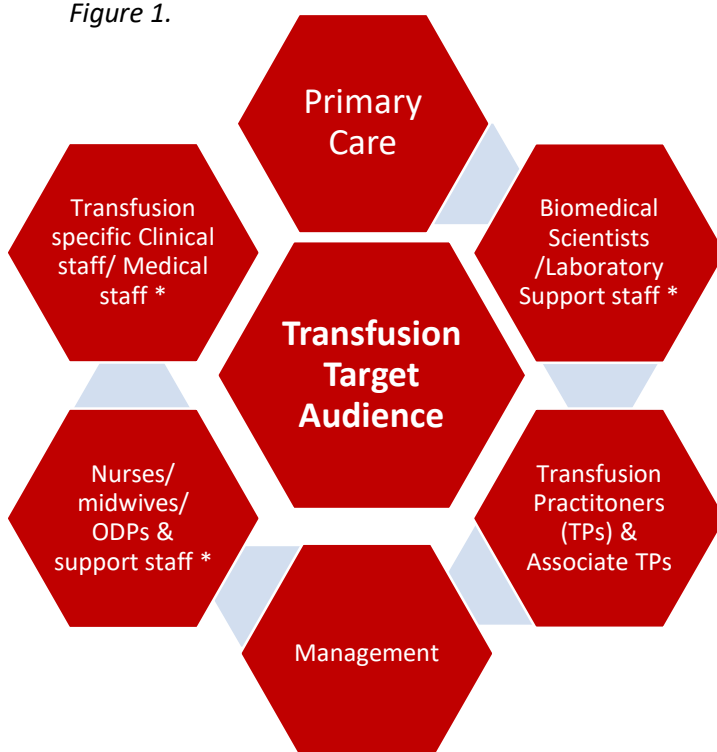 Figure 1.
Primary
Care
Transfusion
specific Clinical
staff/ Medical
staff *
Biomedical
Scientists
/Laboratory
Support staff *
Transfusion
Target
Audience
Nurses/
midwives/
ODPs &
support staff *
Transfusion
Practitoners
(TPs) &
Associate TPs
Management